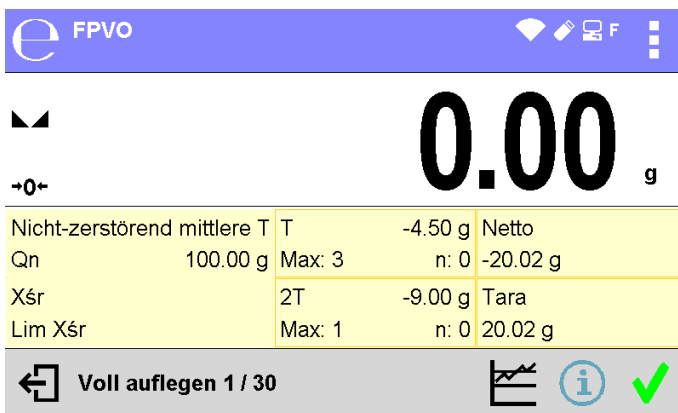 FPVO
F
0.00 g
→0←
Nicht-zerstörend mittlere T
Qn 100.00 g
T -4.50 g
Max: 3 n: 0
Netto
-20.02 g
Xśr
Lim Xśr
2T -9.00 g
Max: 1 n: 0
Tara
20.02 g
Voll auflegen 1 / 30